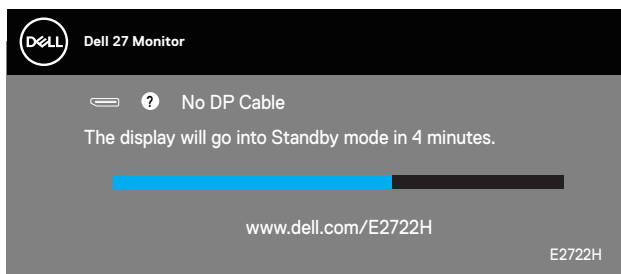 DELL
Dell 27 Monitor
? No DP Cable
The display will go into Standby mode in 4 minutes.
www.dell.com/E2722H
E2722H